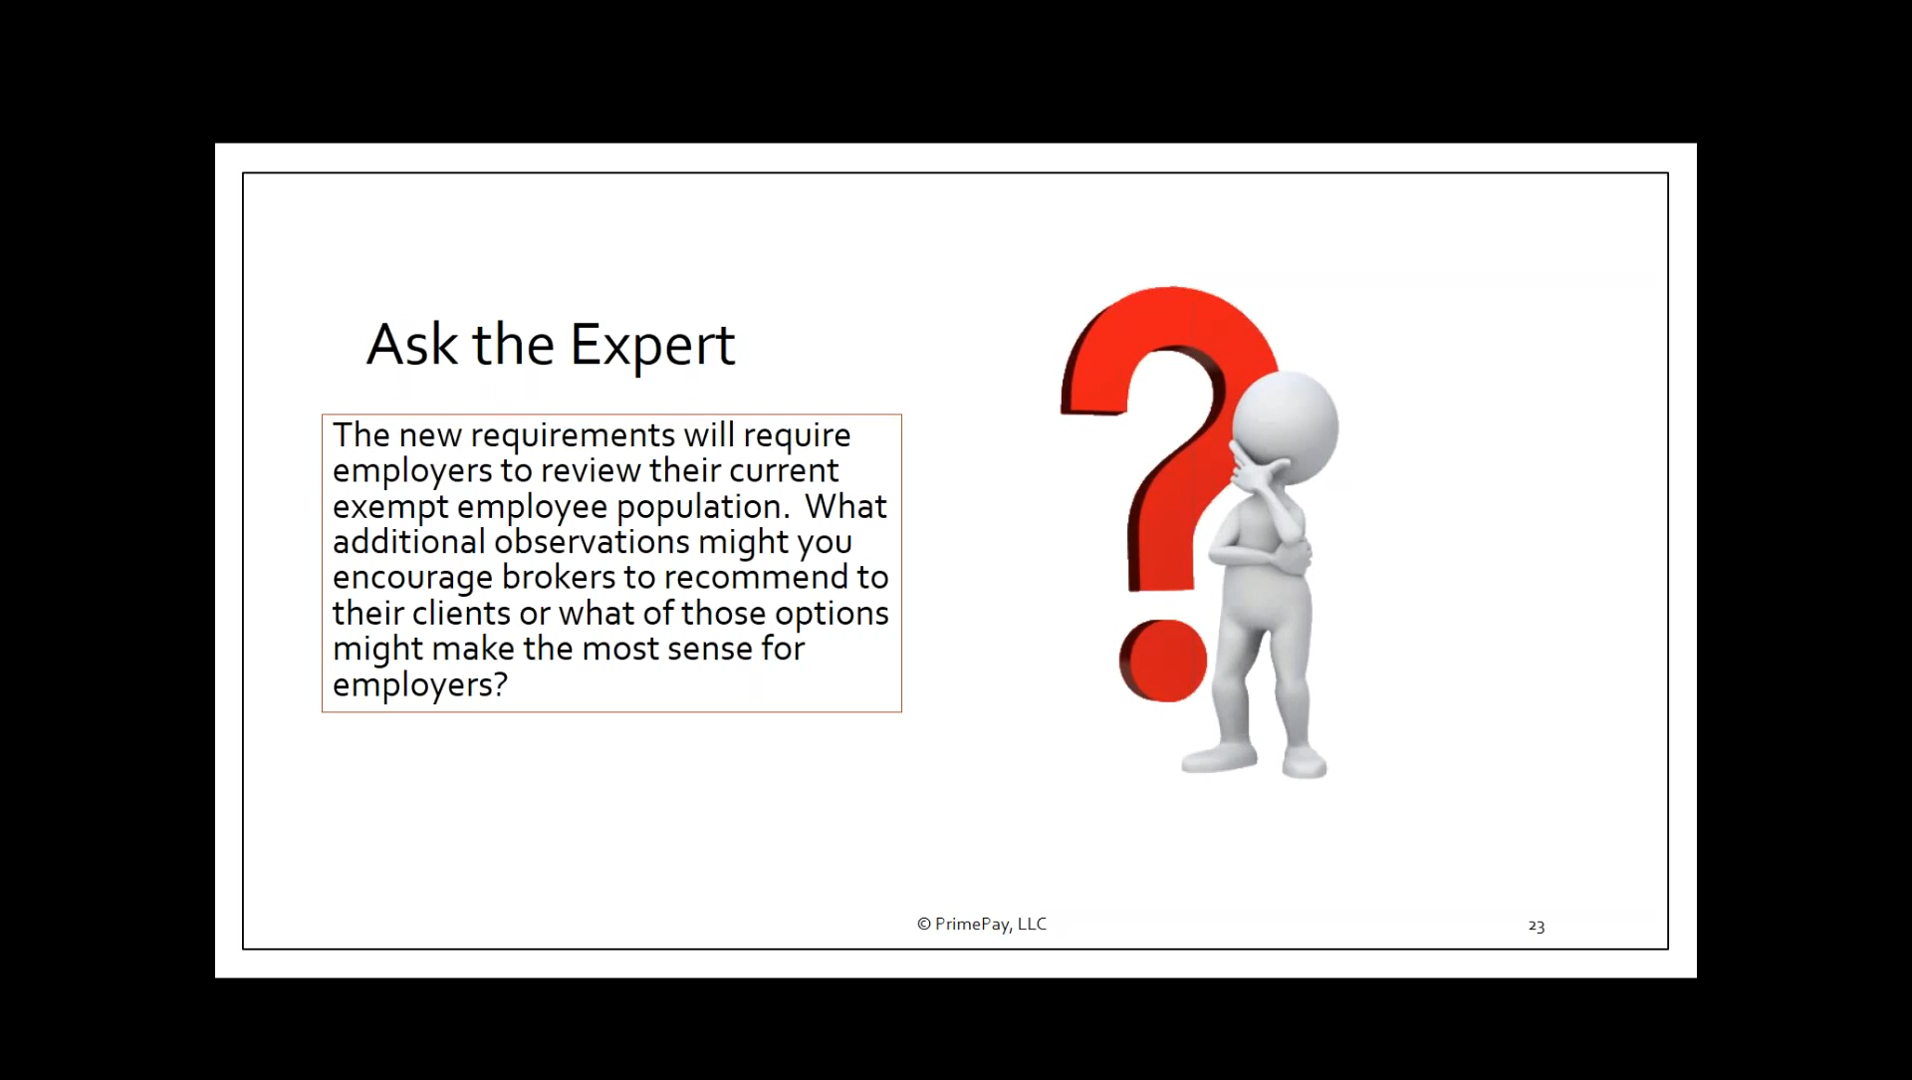 Ask the Expert
The new requirements will require
employers to review their current
exempt employee population.  What
additional observations might you
encourage brokers to recommend to
their clients or what of those options
might make the most sense for
employers?
© PrimePay, LLC
23